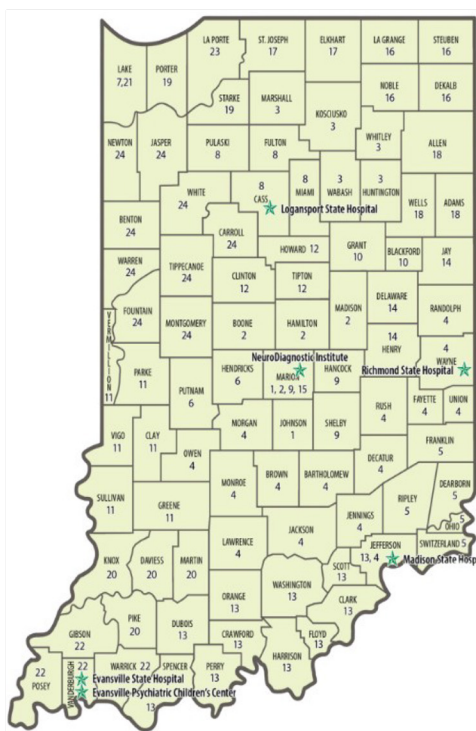 LA PORTE
23
ST. JOSEPH
17
ELKHART
17
LA GRANGE
16
STEUBEN
16
LAKE
7,21
PORTER
19
NOBLE
16
DEKALB
16
STARKE
19
MARSHALL
3
KOSCIUSKO
3
WHITLEY
3
ALLEN
18
NEWTON
24
JASPER
24
PULASKI
8
FULTON
8
WHITE
24
8
CASS
8
MIAMI
3
WABASH
3
HUNTINGTON
WELLS
18
ADAMS
18
Logansport State Hospital
BENTON
24
CARROLL
24
HOWARD 12
GRANT
10
BLACKFORD
10
JAY
14
WARREN
24
TIPPECANOE
24
CLINTON
12
TIPTON
12
MADISON
2
DELAWARE
14
RANDOLPH
4
FOUNTAIN
24
MONTGOMERY
24
BOONE
2
HAMILTON
2
14
HENRY
4
WAYNE
VERMILLION
11
NeuroDiagnostic Institute
Richmond State Hospital
PARKE
11
PUTNAM
6
HENDRICKS
6
MARION
1, 2, 9, 15
HANCOCK
9
RUSH
4
FAYETTE
4
UNION
4
VIGO
11
CLAY
11
OWEN
4
MORGAN
4
JOHNSON
1
SHELBY
9
FRANKLIN
5
DECATUR
4
SULLIVAN
11
GREENE
11
MONROE
4
BROWN
4
BARTHOLOMEW
4
JENNINGS
4
RIPLEY
5
DEARBORN
5
OHIO 5
SWITZERLAND 5
KNOX
20
DAVIESS
20
MARTIN
20
LAWRENCE
4
JACKSON
4
JEFFERSON
13, 4
Madison State Hosp
SCOTT
13
ORANGE
13
WASHINGTON
13
CLARK
13
GIBSON
22
PIKE
20
DUBOIS
13
CRAWFORD
13
HARRISON
13
FLOYD
13
22
POSEY
VANDERBURGH
22
WARRICK 22
SPENCER
13
PERRY
13
Evansville State Hospital
Evansville Psychiatric Children's Center